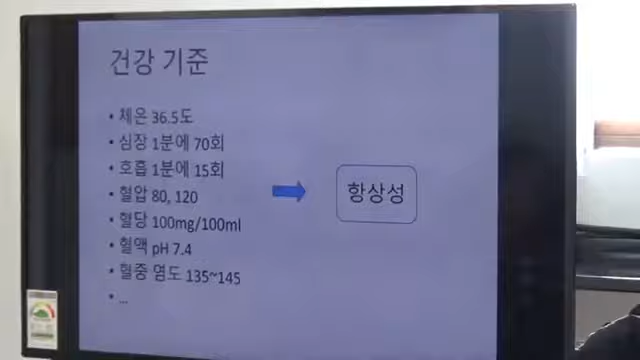 건강 기준
• 체온 36.5도
• 심장 1분에 70회
• 호흡 1분에 15회
• 혈압 80, 120
• 혈당 100mg/100ml
• 혈액 pH 7.4
• 혈중 염도 135~145
• ...
항상성